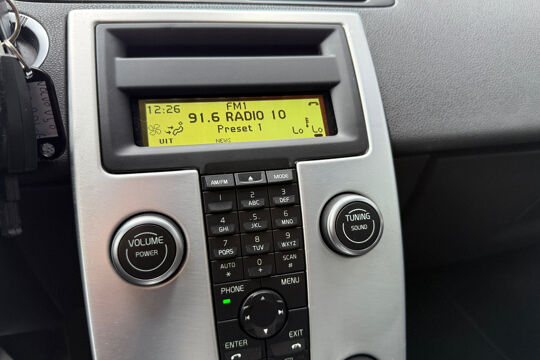 12:26
FM1
91.6 RADIO 10
Preset 1
UIT
NEWS
Lo Lo
AM/FM
MODE
1
2 ABC
3 DEF
4 GHI
5 JKL
6 MNO
7 PQRS
8 TUV
9 WXYZ
AUTO *
0 +
SCAN #
PHONE
MENU
ENTER
EXIT
VOLUME
POWER
TUNING
SOUND